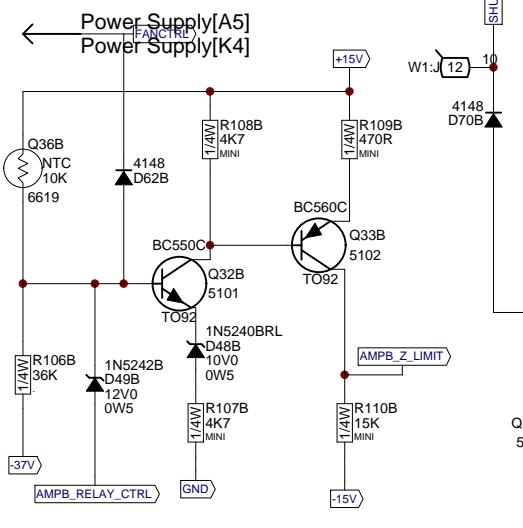 Power Supply[A5]
FANCTRL
Power Supply[K4]
SHU
+15V
W1:J
12
10
4148
D70B
Q36B
NTC
10K
6619
4148
D62B
1/4W
R108B
4K7
MINI
1/4W
R109B
470R
MINI
BC550C
Q32B
5101
TO92
BC560C
Q33B
5102
TO92
1/4W
R106B
36K
1N5242B
D49B
12V0
0W5
1N5240BRL
D48B
10V0
0W5
AMPB_Z_LIMIT
1/4W
R107B
4K7
MINI
1/4W
R110B
15K
MINI
Q
5
-37V
AMPB_RELAY_CTRL
GND
-15V